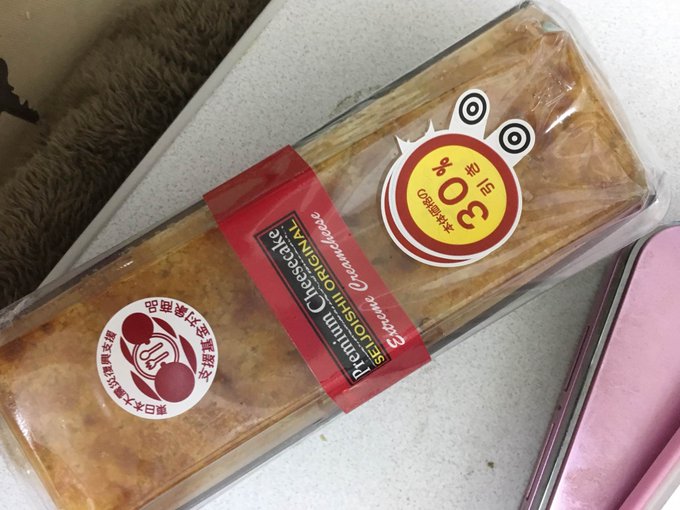 Premium Cheesecake
SEIJOISHII ORIGINAL
Extreme Creamcheese
本体価格の
30%
引き
東日本大震災復興支援
支援募金対象商品